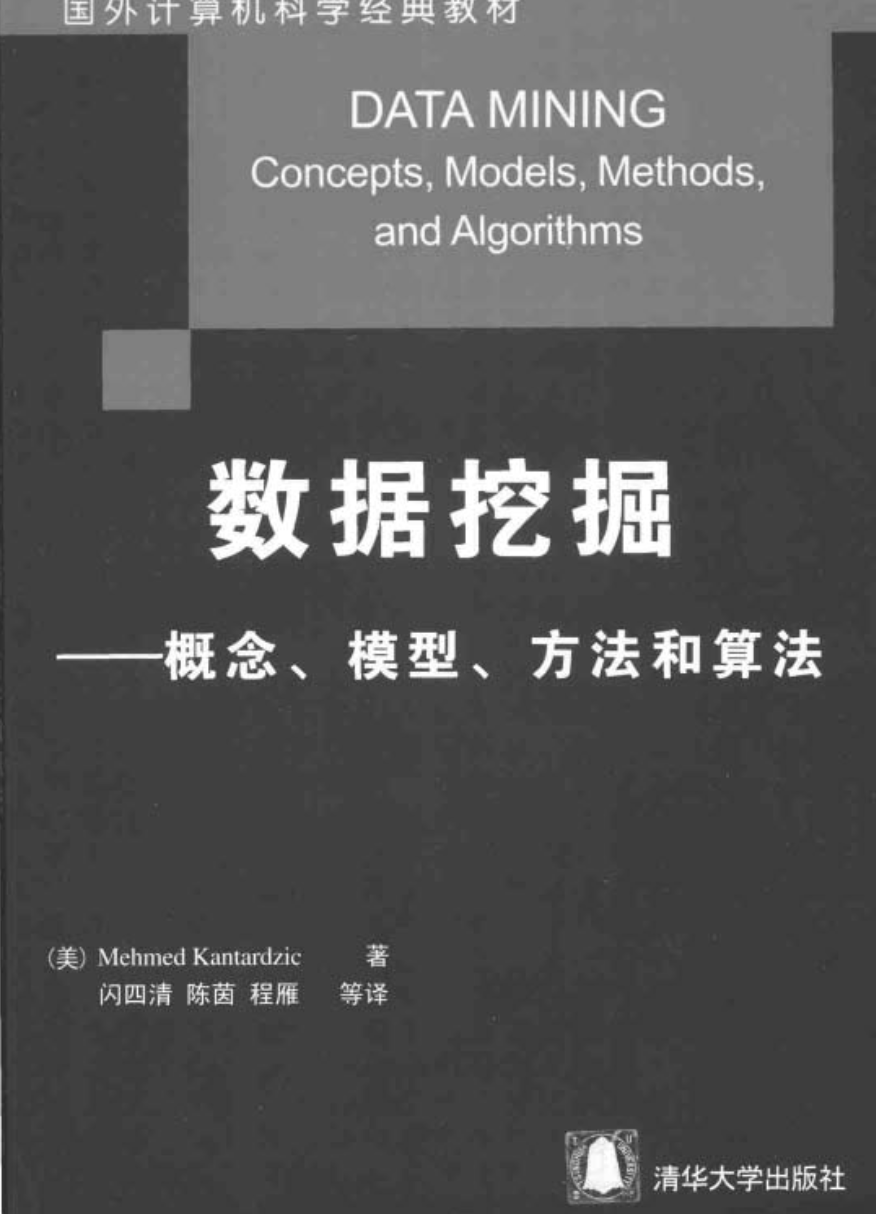 国外计算机科学经典教材
DATA MINING
Concepts, Models, Methods,
and Algorithms
数据挖掘
——概念、模型、方法和算法
(美) Mehmed Kantardzic 著
闪四清 陈茵 程雁 等译
清华大学出版社